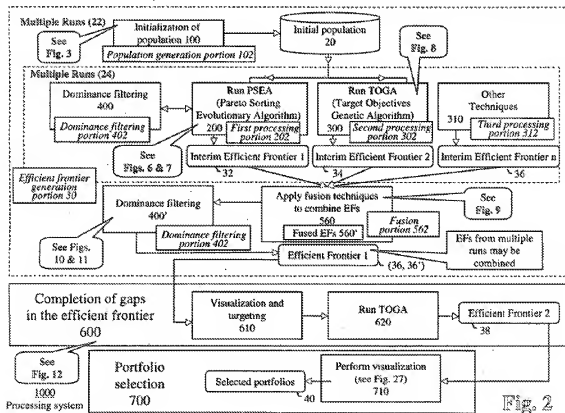 Multiple Runs (22)
See
Fig. 3
Initialization of
population 100
Population generation portion 102
Initial population
20
See
Fig. 8
Multiple Runs (24)
Dominance filtering
400
Dominance filtering
portion 402
Run PSEA
(Pareto Sorting
Evolutionary Algorithm)
200
First processing
portion 202
See
Figs. 6 & 7
Run TOGA
(Target Objectives
Genetic Algorithm)
300
Second processing
portion 302
Other
Techniques
310
Third processing
portion 312
Interim Efficient Frontier 1
32
Interim Efficient Frontier 2
34
Interim Efficient Frontier n
36
Efficient frontier
generation portion 30
Dominance filtering
400'
Dominance filtering
portion 402
See Figs.
10 & 11
Apply fusion techniques
to combine EFs
560
Fused EFs 560'
Fusion
portion 562
See
Fig. 9
Efficient Frontier 1
(36, 36')
EFs from multiple
runs may be
combined
Completion of gaps
in the efficient frontier
600
Visualization and
targeting
610
Run TOGA
620
Efficient Frontier 2
38
See
Fig. 12
1000
Processing system
Portfolio
selection
700
Selected portfolios
40
Perform visualization
(see Fig. 27)
710
Fig. 2